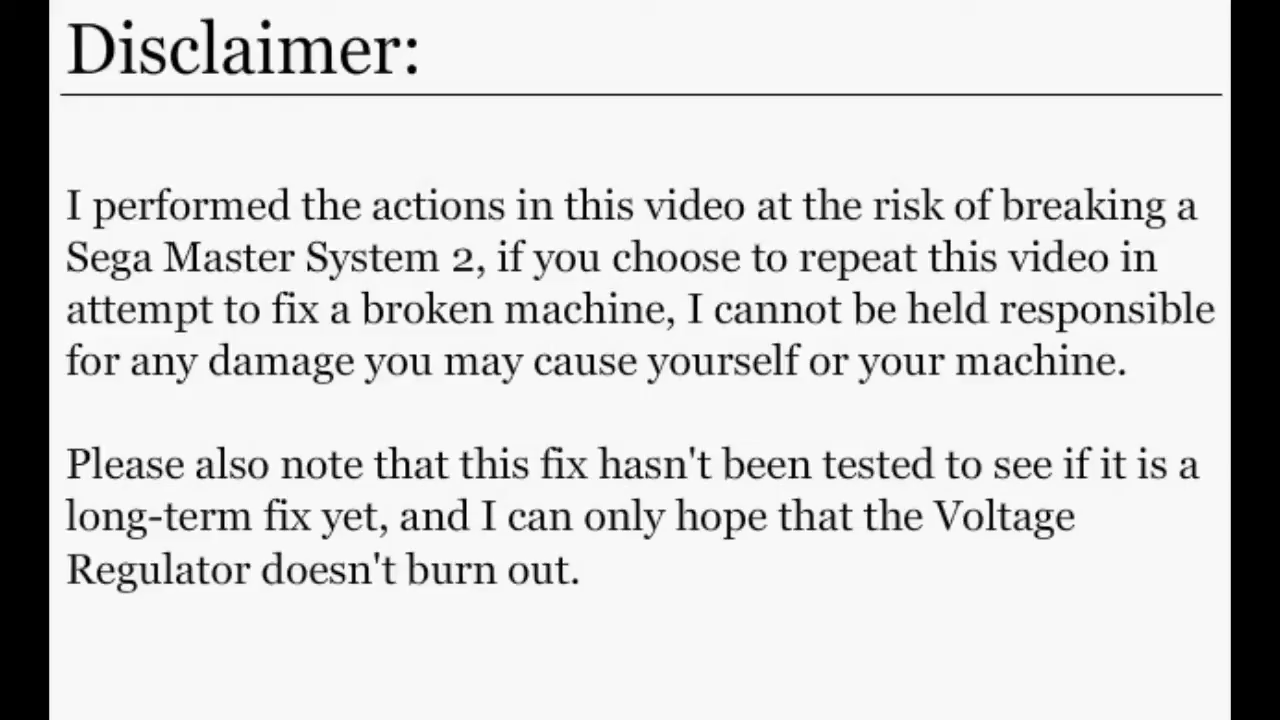 Disclaimer:
I performed the actions in this video at the risk of breaking a
Sega Master System 2, if you choose to repeat this video in
attempt to fix a broken machine, I cannot be held responsible
for any damage you may cause yourself or your machine.
Please also note that this fix hasn't been tested to see if it is a
long-term fix yet, and I can only hope that the Voltage
Regulator doesn't burn out.